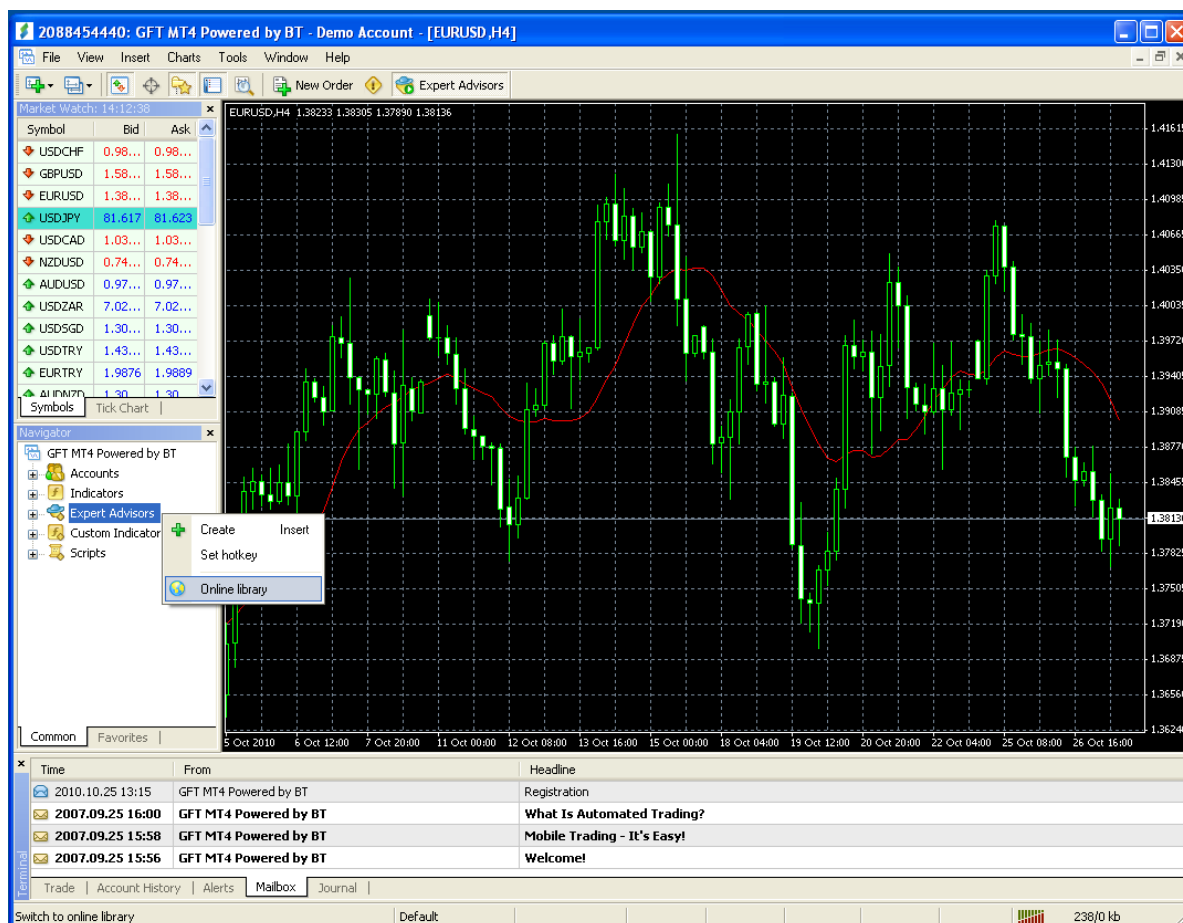 2088454440: GFT MT4 Powered by BT - Demo Account - [EURUSD,H4]
File View Insert Charts Tools Window Help
New Order Expert Advisors
Market Watch: 14:12:38
Symbol Bid Ask
USDCHF 0.98... 0.98...
GBPUSD 1.58... 1.58...
EURUSD 1.38... 1.38...
USDJPY 81.617 81.623
USDCAD 1.03... 1.03...
NZDUSD 0.74... 0.74...
AUDUSD 0.97... 0.97...
USDZAR 7.02... 7.02...
USDSGD 1.30... 1.30...
USDTRY 1.43... 1.43...
EURTRY 1.9876 1.9889
AUDNZD 1.30 1.30
Symbols Tick Chart
Navigator
GFT MT4 Powered by BT
Accounts
Indicators
Expert Advisors
Custom Indicator
Scripts
Create Insert
Set hotkey
Online library
Common Favorites
EURUSD,H4 1.38233 1.38305 1.37890 1.38136
1.41615
1.41300
1.40985
1.40665
1.40350
1.40035
1.39720
1.39405
1.39085
1.38770
1.38455
1.38136
1.37825
1.37505
1.37190
1.36875
1.36560
1.36240
5 Oct 2010 6 Oct 12:00 7 Oct 20:00 11 Oct 00:00 12 Oct 08:00 13 Oct 16:00 15 Oct 00:00 18 Oct 04:00 19 Oct 12:00 20 Oct 20:00 22 Oct 04:00 25 Oct 08:00 26 Oct 16:00
Time From Headline
2010.10.25 13:15 GFT MT4 Powered by BT Registration
2007.09.25 16:00 GFT MT4 Powered by BT What Is Automated Trading?
2007.09.25 15:58 GFT MT4 Powered by BT Mobile Trading - It's Easy!
2007.09.25 15:56 GFT MT4 Powered by BT Welcome!
Terminal
Trade Account History Alerts Mailbox Journal
Switch to online library Default 238/0 kb